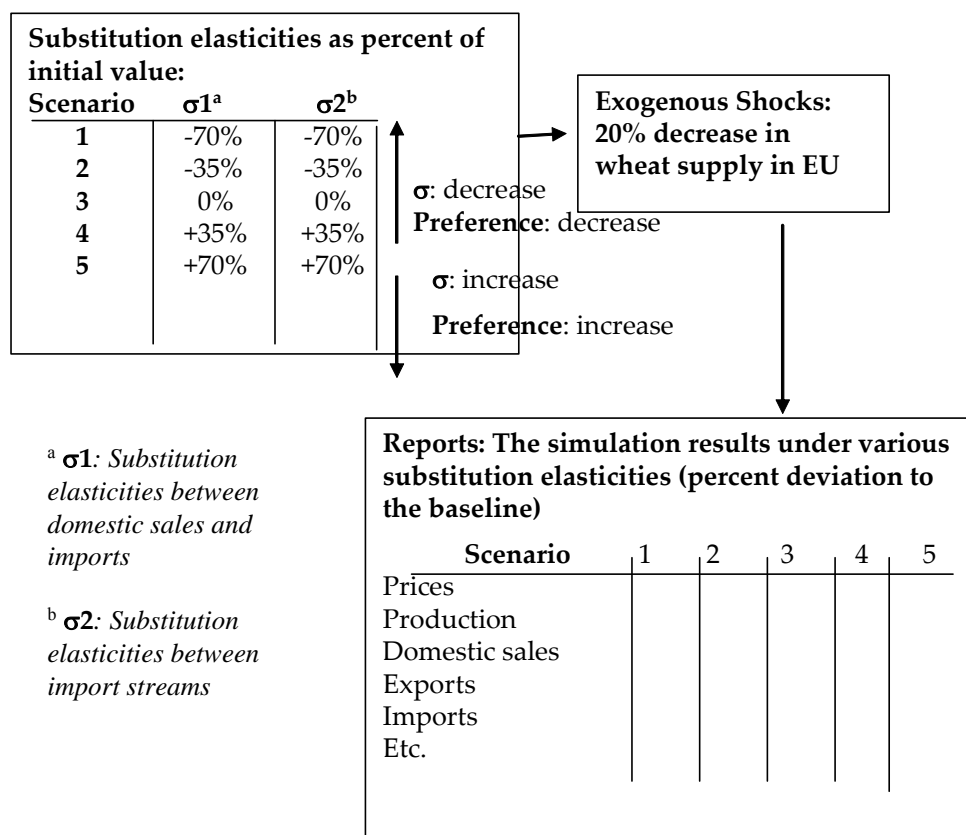 Substitution elasticities as percent of
initial value:
Scenario σ1ᵃ σ2ᵇ
1 -70% -70%
2 -35% -35%
3 0% 0%
4 +35% +35%
5 +70% +70%
σ: decrease
Preference: decrease
σ: increase
Preference: increase
Exogenous Shocks:
20% decrease in
wheat supply in EU
ᵃ σ1: Substitution
elasticities between
domestic sales and
imports
ᵇ σ2: Substitution
elasticities between
import streams
Reports: The simulation results under various
substitution elasticities (percent deviation to
the baseline)
Scenario 1 2 3 4 5
Prices
Production
Domestic sales
Exports
Imports
Etc.